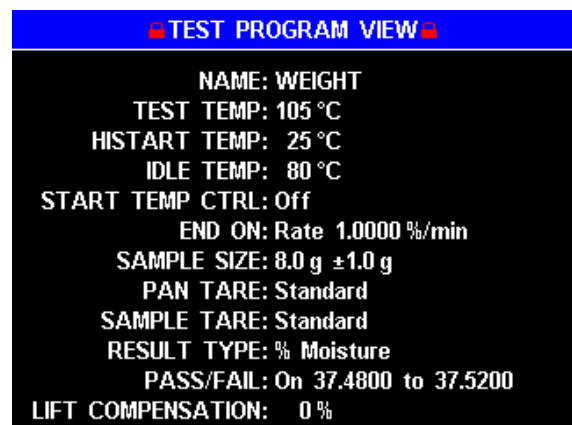 TEST PROGRAM VIEW
NAME: WEIGHT
TEST TEMP: 105 °C
HISTART TEMP: 25 °C
IDLE TEMP: 80 °C
START TEMP CTRL: Off
END ON: Rate 1.0000 %/min
SAMPLE SIZE: 8.0 g ±1.0 g
PAN TARE: Standard
SAMPLE TARE: Standard
RESULT TYPE: % Moisture
PASS/FAIL: On 37.4800 to 37.5200
LIFT COMPENSATION: 0 %